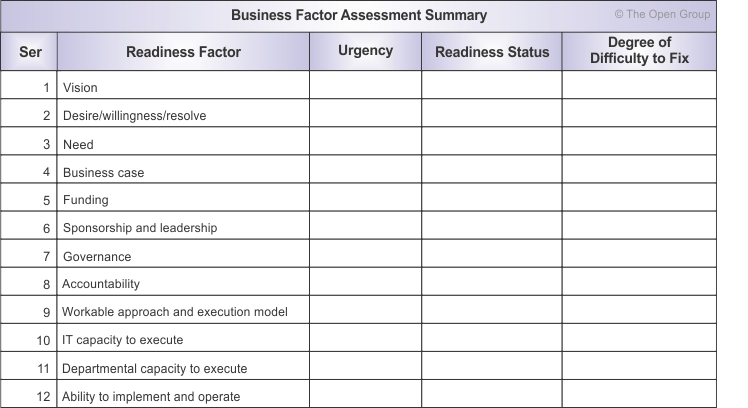 Business Factor Assessment Summary © The Open Group
Ser Readiness Factor Urgency Readiness Status Degree of
Difficulty to Fix
1 Vision
2 Desire/willingness/resolve
3 Need
4 Business case
5 Funding
6 Sponsorship and leadership
7 Governance
8 Accountability
9 Workable approach and execution model
10 IT capacity to execute
11 Departmental capacity to execute
12 Ability to implement and operate